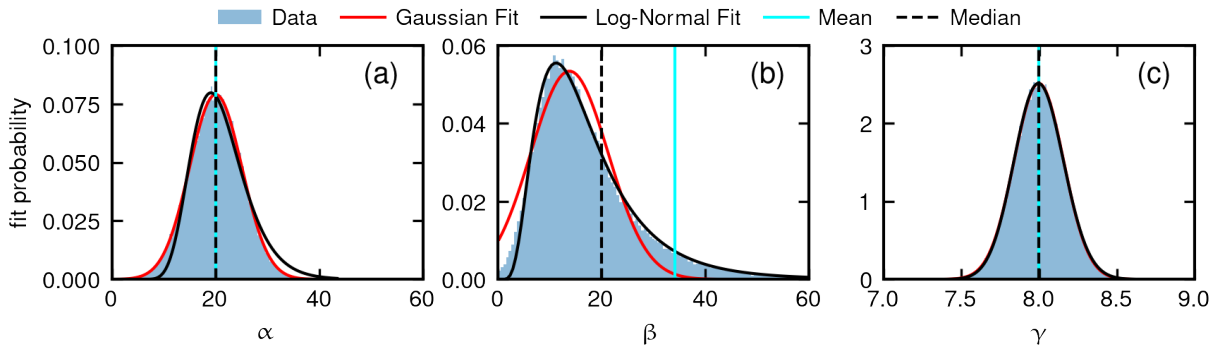 Data Gaussian Fit Log-Normal Fit Mean Median
fit probability
0.100
0.075
0.050
0.025
0.000
(a)
0 20 40 60
α
0.06
0.04
0.02
0.00
(b)
0 20 40 60
β
3
2
1
0
(c)
7.0 7.5 8.0 8.5 9.0
γ